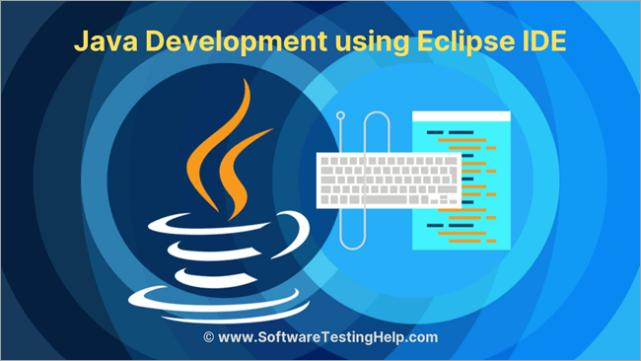 Java Development using Eclipse IDE
© www.SoftwareTestingHelp.com